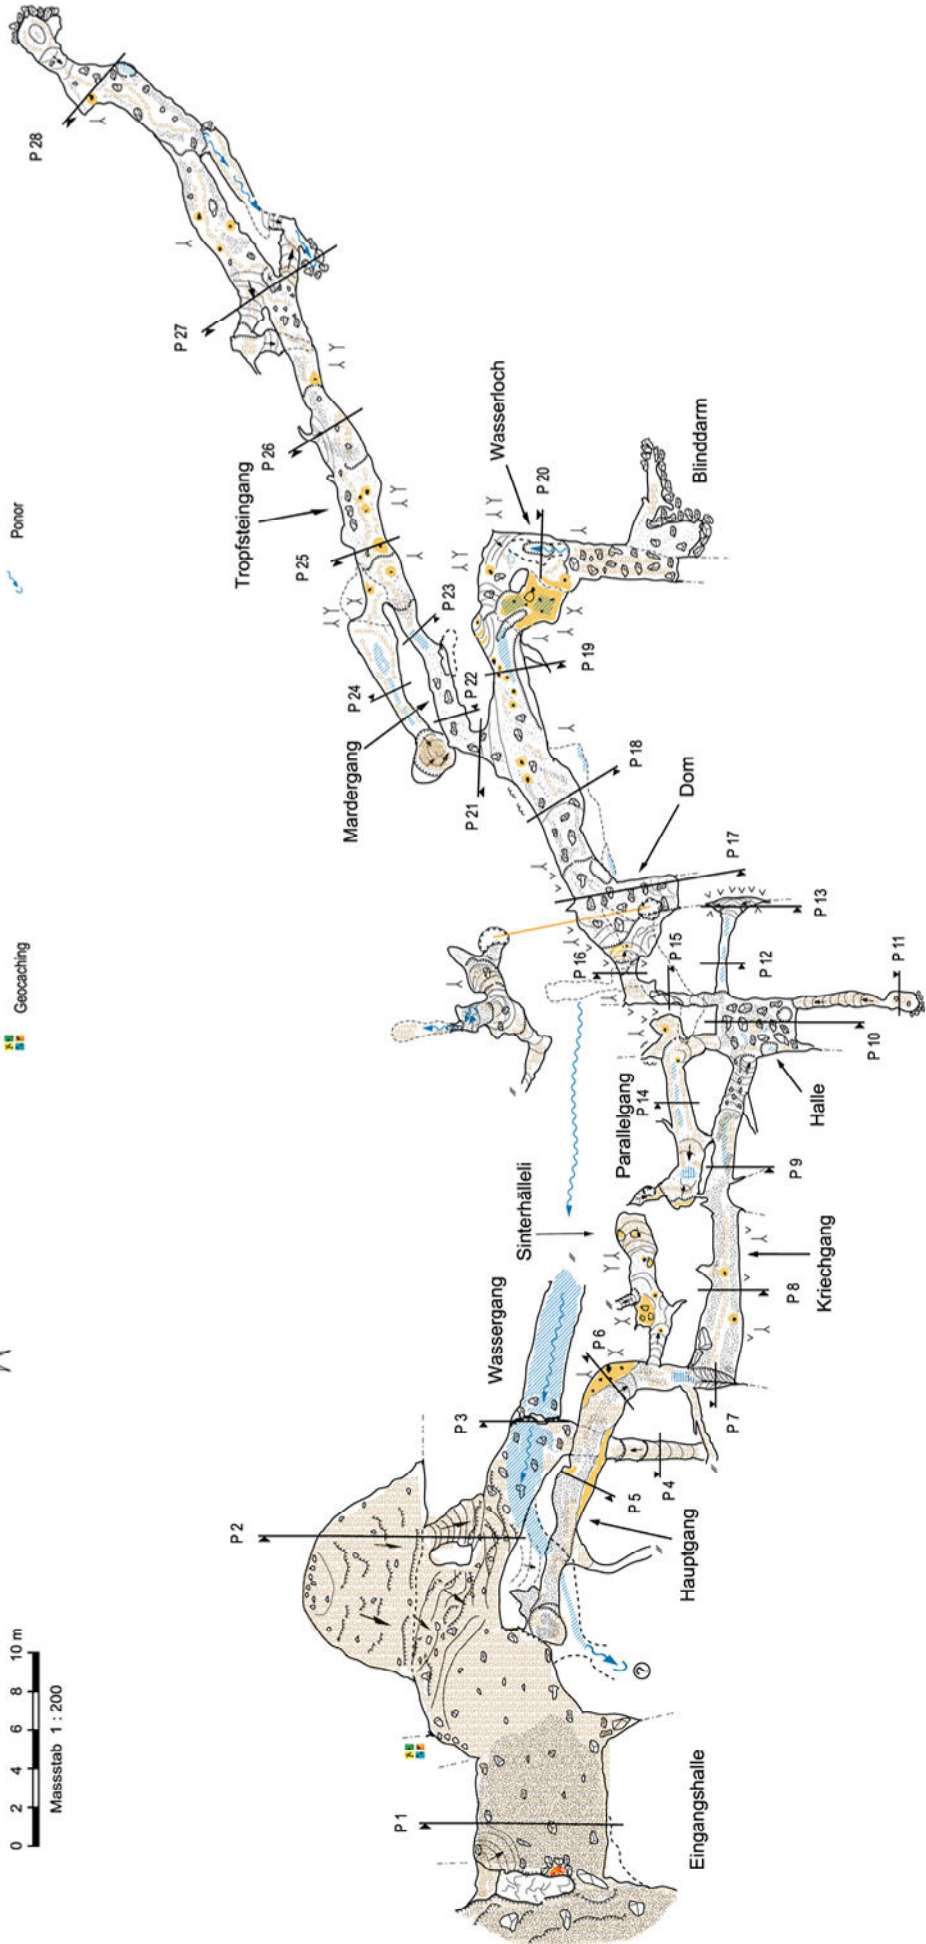 Ponor
Geocaching
0 2 4 6 8 10 m
Massstab 1 : 200
P 28
P 27
P 26
Tropfsteingang
P 25
P 24
P 23
P 22
Mardergang
P 21
Wasserloch
P 20
P 19
Blinddarm
P 18
Dom
P 17
P 16
P 15
P 13
P 12
P 11
P 10
Halle
Parallelgang
P 14
P 9
Sinterhälleli
P 8
Kriechgang
Wassergang
P 6
P 7
P 3
P 4
P 5
Hauptgang
P 2
?
P 1
Eingangshalle